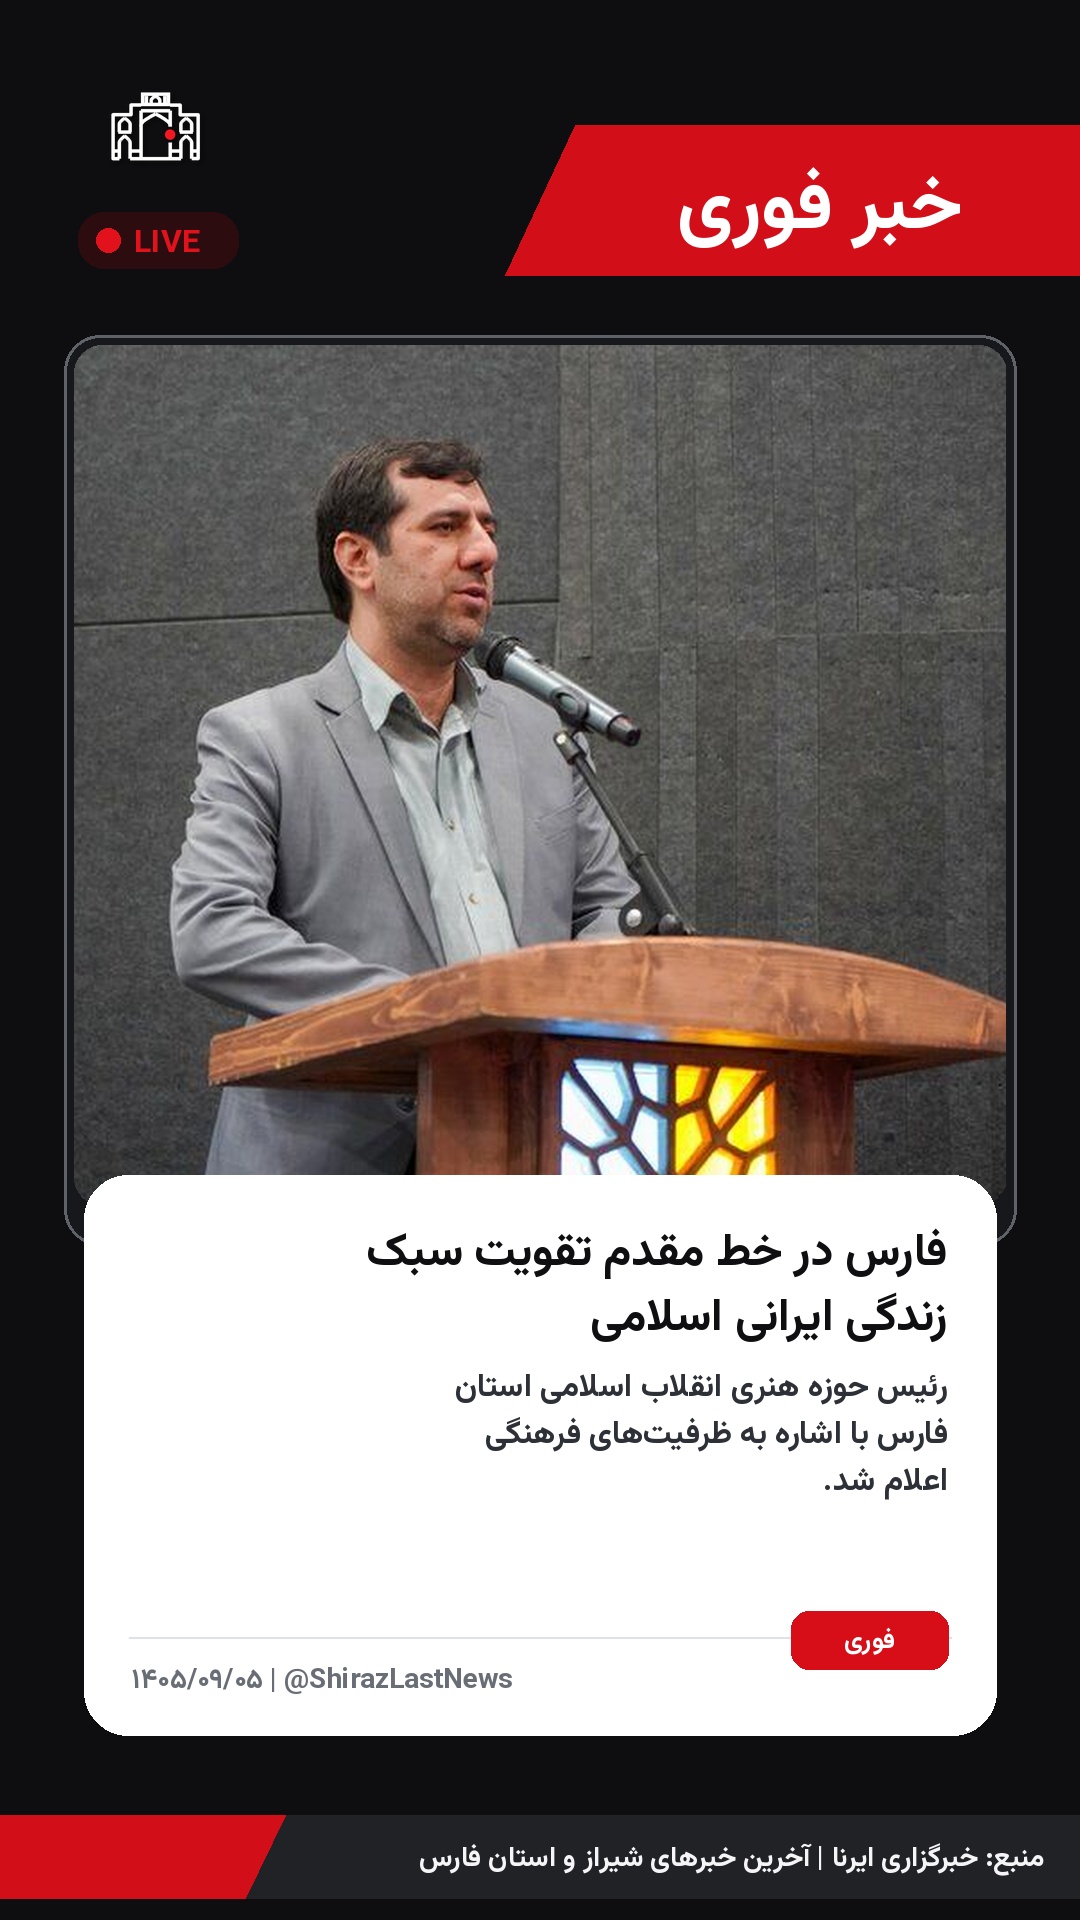 خبر فوری
LIVE
فارس در خط مقدم تقویت سبک
زندگی ایرانی اسلامی
رئیس حوزه هنری انقلاب اسلامی استان
فارس با اشاره به ظرفیت‌های فرهنگی
اعلام شد.
فوری
۱۴۰۵/۰۹/۰۵ | @ShirazLastNews
منبع: خبرگزاری ایرنا | آخرین خبرهای شیراز و استان فارس